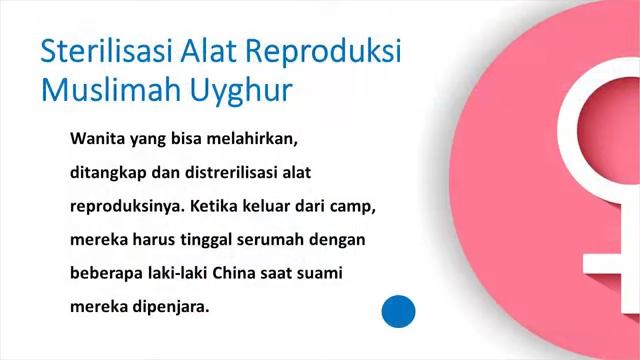 Sterilisasi Alat Reproduksi
Muslimah Uyghur
Wanita yang bisa melahirkan,
ditangkap dan distrerilisasi alat
reproduksinya. Ketika keluar dari camp,
mereka harus tinggal serumah dengan
beberapa laki-laki China saat suami
mereka dipenjara.